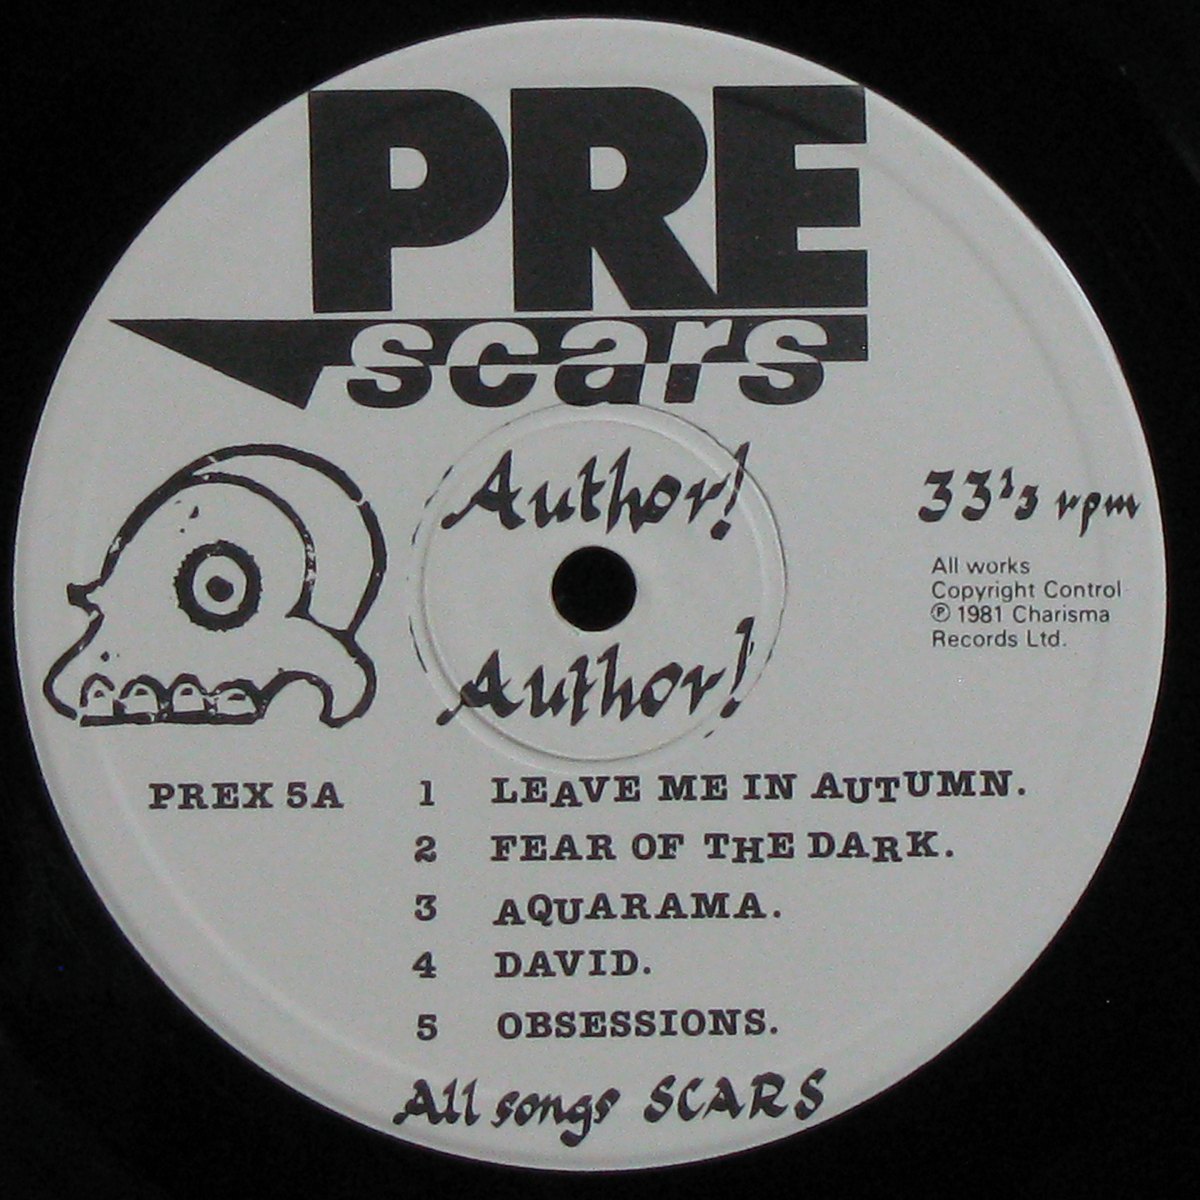 PRE
scars
Author!
Author!
33⅓ rpm
All works
Copyright Control
℗ 1981 Charisma
Records Ltd.
PREX 5A
1 LEAVE ME IN AUTUMN.
2 FEAR OF THE DARK.
3 AQUARAMA.
4 DAVID.
5 OBSESSIONS.
All songs SCARS